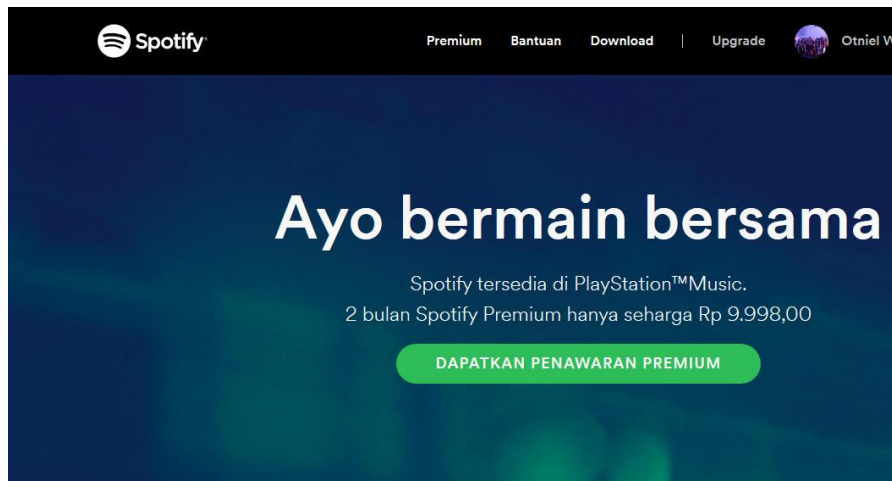 Spotify
Premium Bantuan Download | Upgrade Otniel W
Ayo bermain bersama
Spotify tersedia di PlayStation™Music.
2 bulan Spotify Premium hanya seharga Rp 9.998,00
DAPATKAN PENAWARAN PREMIUM